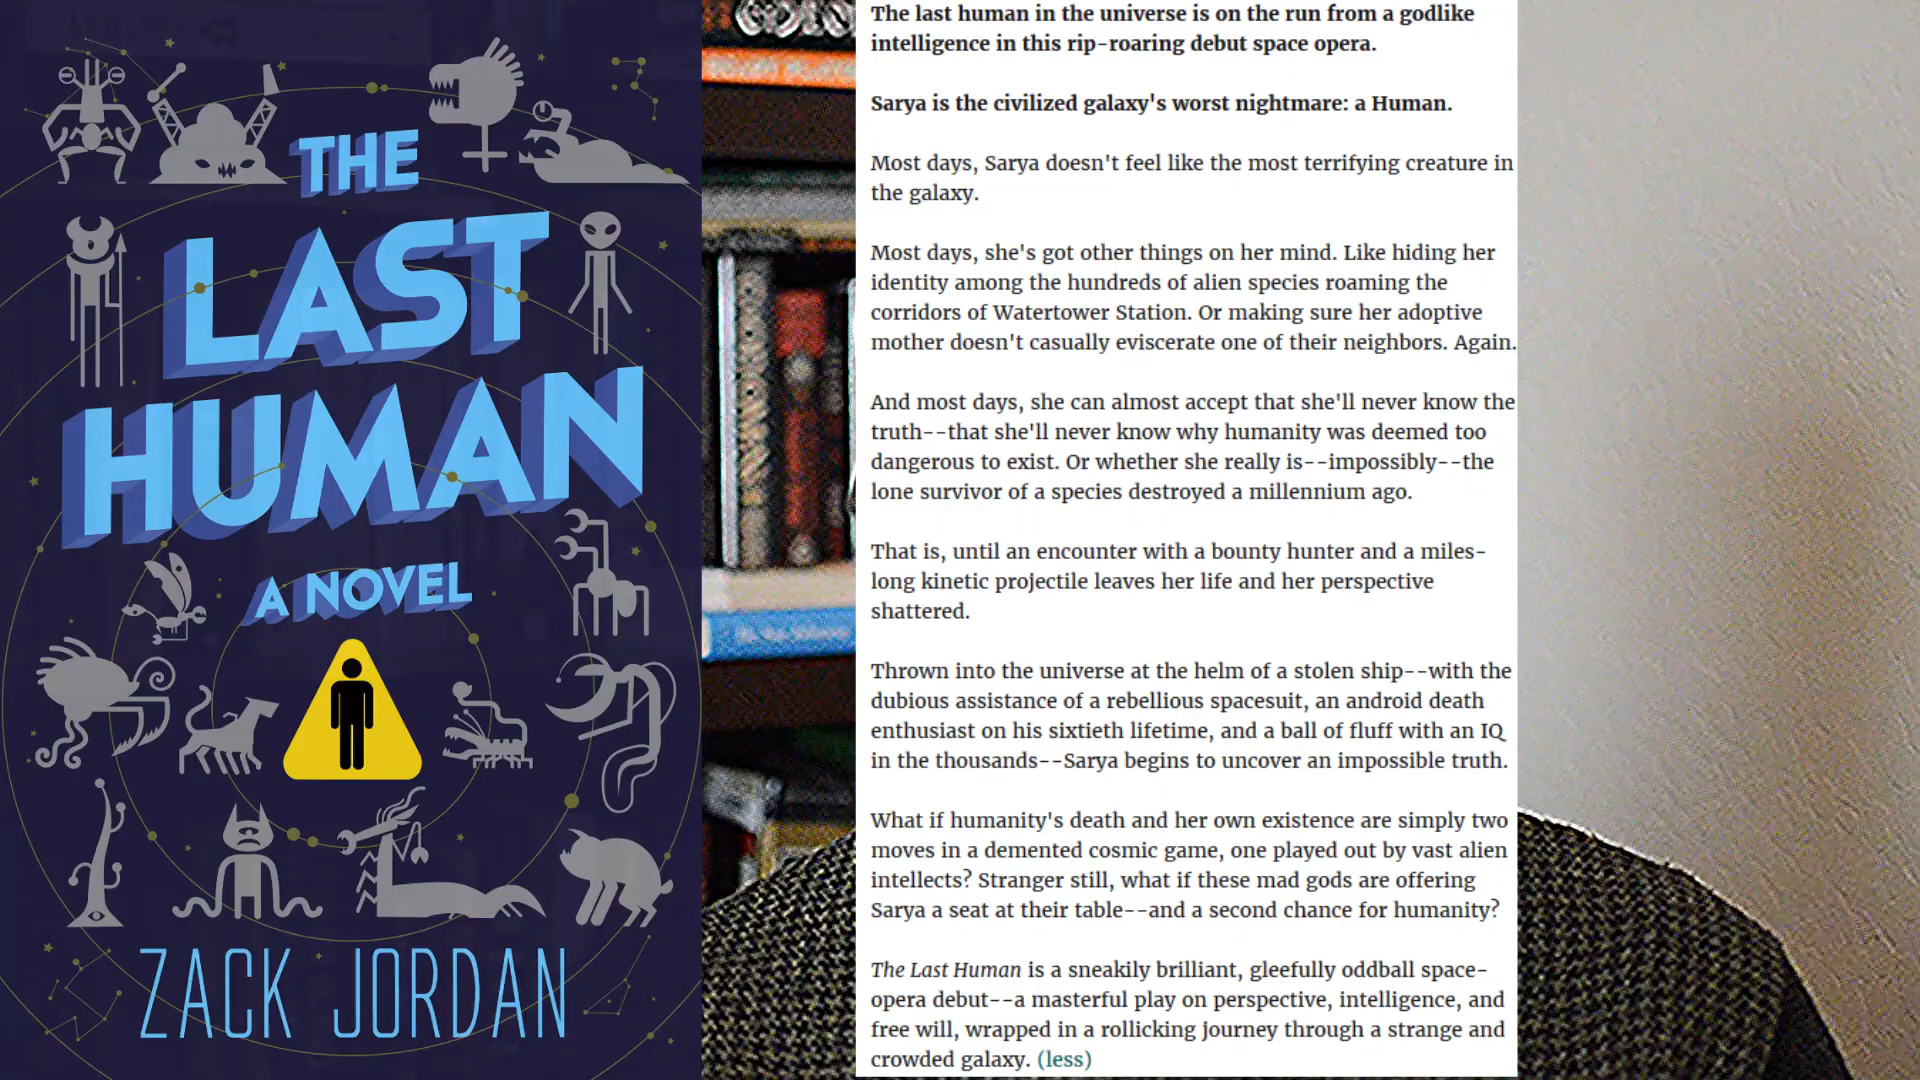 THE
LAST
HUMAN
A NOVEL
ZACK JORDAN
The last human in the universe is on the run from a godlike
intelligence in this rip-roaring debut space opera.
Sarya is the civilized galaxy's worst nightmare: a Human.
Most days, Sarya doesn't feel like the most terrifying creature in
the galaxy.
Most days, she's got other things on her mind. Like hiding her
identity among the hundreds of alien species roaming the
corridors of Watertower Station. Or making sure her adoptive
mother doesn't casually eviscerate one of their neighbors. Again.
And most days, she can almost accept that she'll never know the
truth--that she'll never know why humanity was deemed too
dangerous to exist. Or whether she really is--impossibly--the
lone survivor of a species destroyed a millennium ago.
That is, until an encounter with a bounty hunter and a miles-
long kinetic projectile leaves her life and her perspective
shattered.
Thrown into the universe at the helm of a stolen ship--with the
dubious assistance of a rebellious spacesuit, an android death
enthusiast on his sixtieth lifetime, and a ball of fluff with an IQ
in the thousands--Sarya begins to uncover an impossible truth.
What if humanity's death and her own existence are simply two
moves in a demented cosmic game, one played out by vast alien
intellects? Stranger still, what if these mad gods are offering
Sarya a seat at their table--and a second chance for humanity?
The Last Human is a sneakily brilliant, gleefully oddball space-
opera debut--a masterful play on perspective, intelligence, and
free will, wrapped in a rollicking journey through a strange and
crowded galaxy. (less)